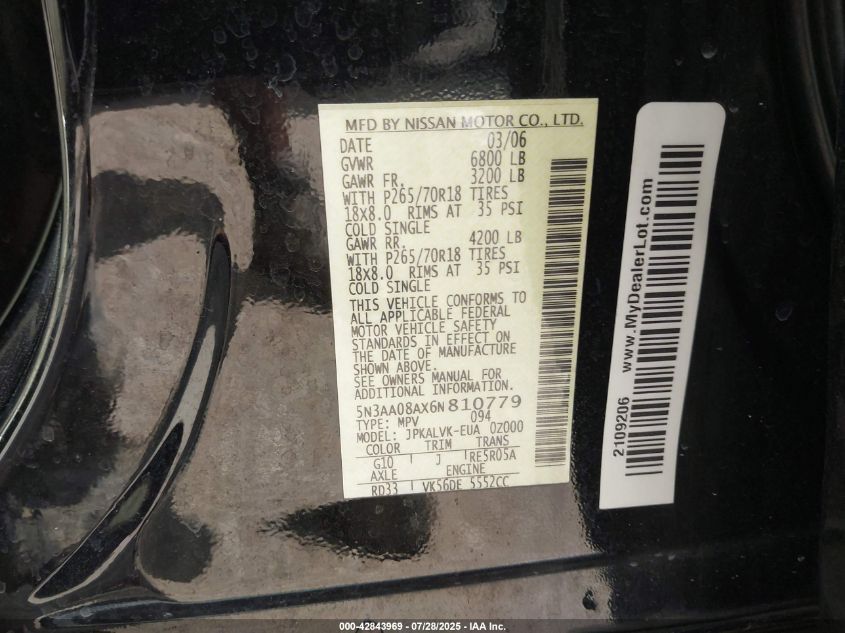 MFD BY NISSAN MOTOR CO., LTD.
DATE 03/06
GVWR 6800 LB
GAWR FR. 3200 LB
WITH P265/70R18 TIRES
18X8.0 RIMS AT 35 PSI
COLD SINGLE
GAWR RR. 4200 LB
WITH P265/70R18 TIRES
18X8.0 RIMS AT 35 PSI
COLD SINGLE
THIS VEHICLE CONFORMS TO
ALL APPLICABLE FEDERAL
MOTOR VEHICLE SAFETY
STANDARDS IN EFFECT ON
THE DATE OF MANUFACTURE
SHOWN ABOVE.
SEE OWNERS MANUAL FOR
ADDITIONAL INFORMATION.
5N3AA08AX6N810779
TYPE: MPV 094
MODEL: JPKALVK-EUA 0Z000
COLOR TRIM TRANS
G10 J RE5R05A
AXLE ENGINE
RD33 VK56DE 5552CC
2109206 www.MyDealerLot.com
000-42843969 | 07/28/2025 - IAA Inc.